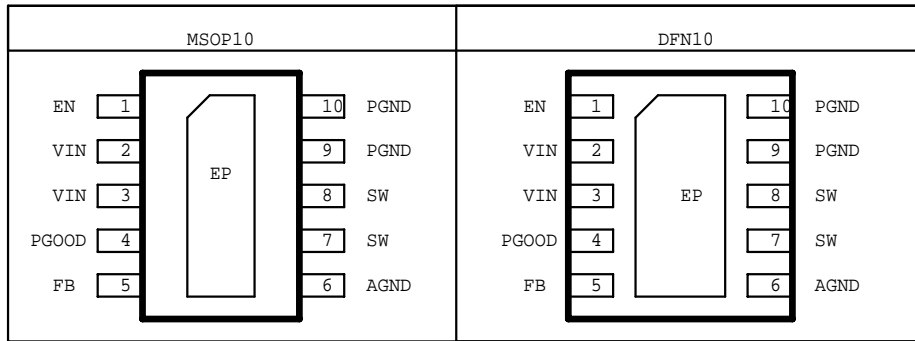 MSOP10 DFN10
EN 1 10 PGND EN 1 10 PGND
VIN 2 9 PGND VIN 2 9 PGND
EP
VIN 3 8 SW VIN 3 EP 8 SW
PGOOD 4 7 SW PGOOD 4 7 SW
FB 5 6 AGND FB 5 6 AGND